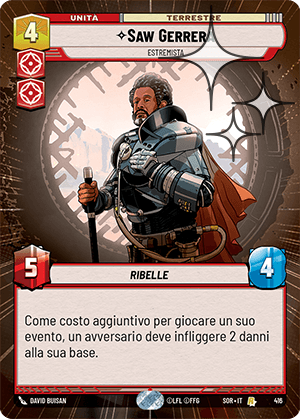 UNITÀ
TERRESTRE
4
SAW GERRER
ESTREMISTA
5
4
RIBELLE
Come costo aggiuntivo per giocare un suo
evento, un avversario deve infliggere 2 danni
alla sua base.
DAVID BUISAN
©LFL ©FFG
SOR • IT
416